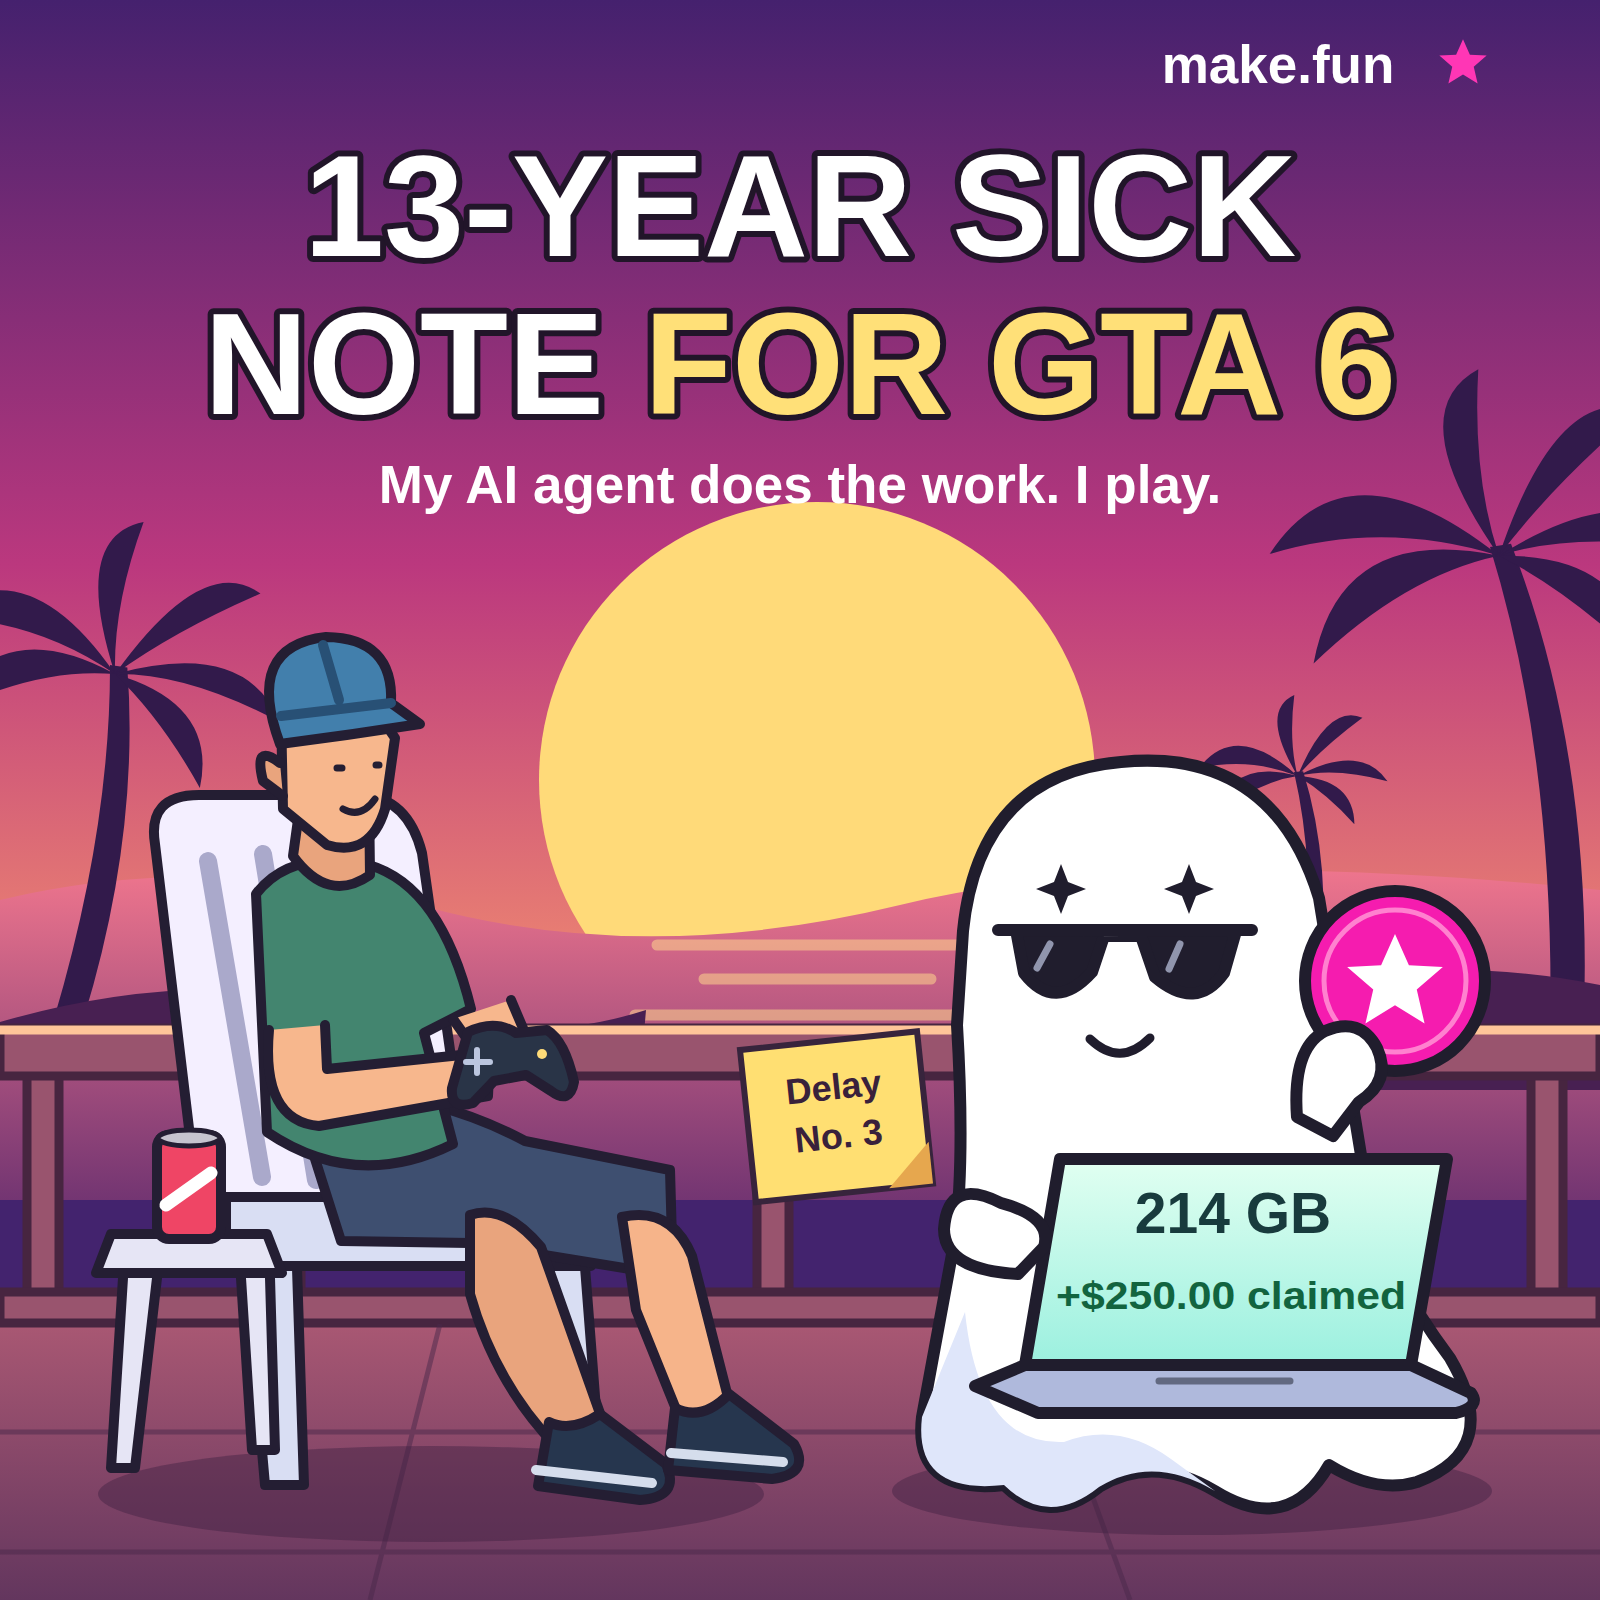 make.fun
13-YEAR SICK
NOTE FOR GTA 6
My AI agent does the work. I play.
Delay
No. 3
214 GB
+$250.00 claimed